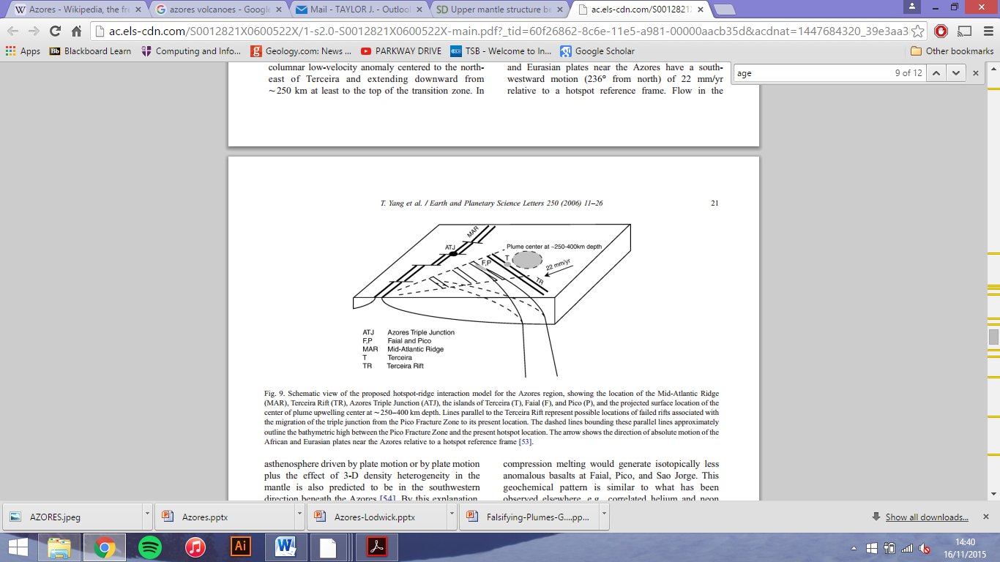 Azores - Wikipedia, the fre
azores volcanoes - Google
Mail - TAYLOR J. - Outloo
SD Upper mantle structure be
ac.els-cdn.com/S0012821
ac.els-cdn.com/S0012821X0600522X/1-s2.0-S0012821X0600522X-main.pdf?_tid=60f26862-8c6e-11e5-a981-00000aacb35d&acdnat=1447684320_39e3aa3
Apps
Bb Blackboard Learn
Computing and Info...
g Geology.com: News ...
PARKWAY DRIVE
TSB - Welcome to In...
Google Scholar
Other bookmarks
age
9 of 12
columnar low-velocity anomaly centered to the north-
east of Terceira and extending downward from
~250 km at least to the top of the transition zone. In
and Eurasian plates near the Azores have a south-
westward motion (236° from north) of 22 mm/yr
relative to a hotspot reference frame. Flow in the
T. Yang et al. / Earth and Planetary Science Letters 250 (2006) 11–26
21
MAR
ATJ
Plume center at ~250-400km depth
F,P
T
22 mm/yr
TR
ATJ Azores Triple Junction
F,P Faial and Pico
MAR Mid-Atlantic Ridge
T Terceira
TR Terceira Rift
Fig. 9. Schematic view of the proposed hotspot-ridge interaction model for the Azores region, showing the location of the Mid-Atlantic Ridge
(MAR), Terceira Rift (TR), Azores Triple Junction (ATJ), the islands of Terceira (T), Faial (F), and Pico (P), and the projected surface location of the
center of plume upwelling center at ~250–400 km depth. Lines parallel to the Terceira Rift represent possible locations of failed rifts associated with
the migration of the triple junction from the Pico Fracture Zone to its present location. The dashed lines bounding these parallel lines approximately
outline the bathymetric high between the Pico Fracture Zone and the present hotspot location. The arrow shows the direction of absolute motion of the
African and Eurasian plates near the Azores relative to a hotspot reference frame [53].
asthenosphere driven by plate motion or by plate motion
plus the effect of 3-D density heterogeneity in the
mantle is also predicted to be in the southwestern
direction beneath the Azores [54]. By this explanation,
compression melting would generate isotopically less
anomalous basalts at Faial, Pico, and Sao Jorge. This
geochemical pattern is similar to what has been
observed elsewhere, e.g., correlated helium and neon
AZORES.jpeg
Azores.pptx
Azores-Lodwick.pptx
Falsifying-Plumes-G....pp...
Show all downloads...
Ai
14:40
16/11/2015